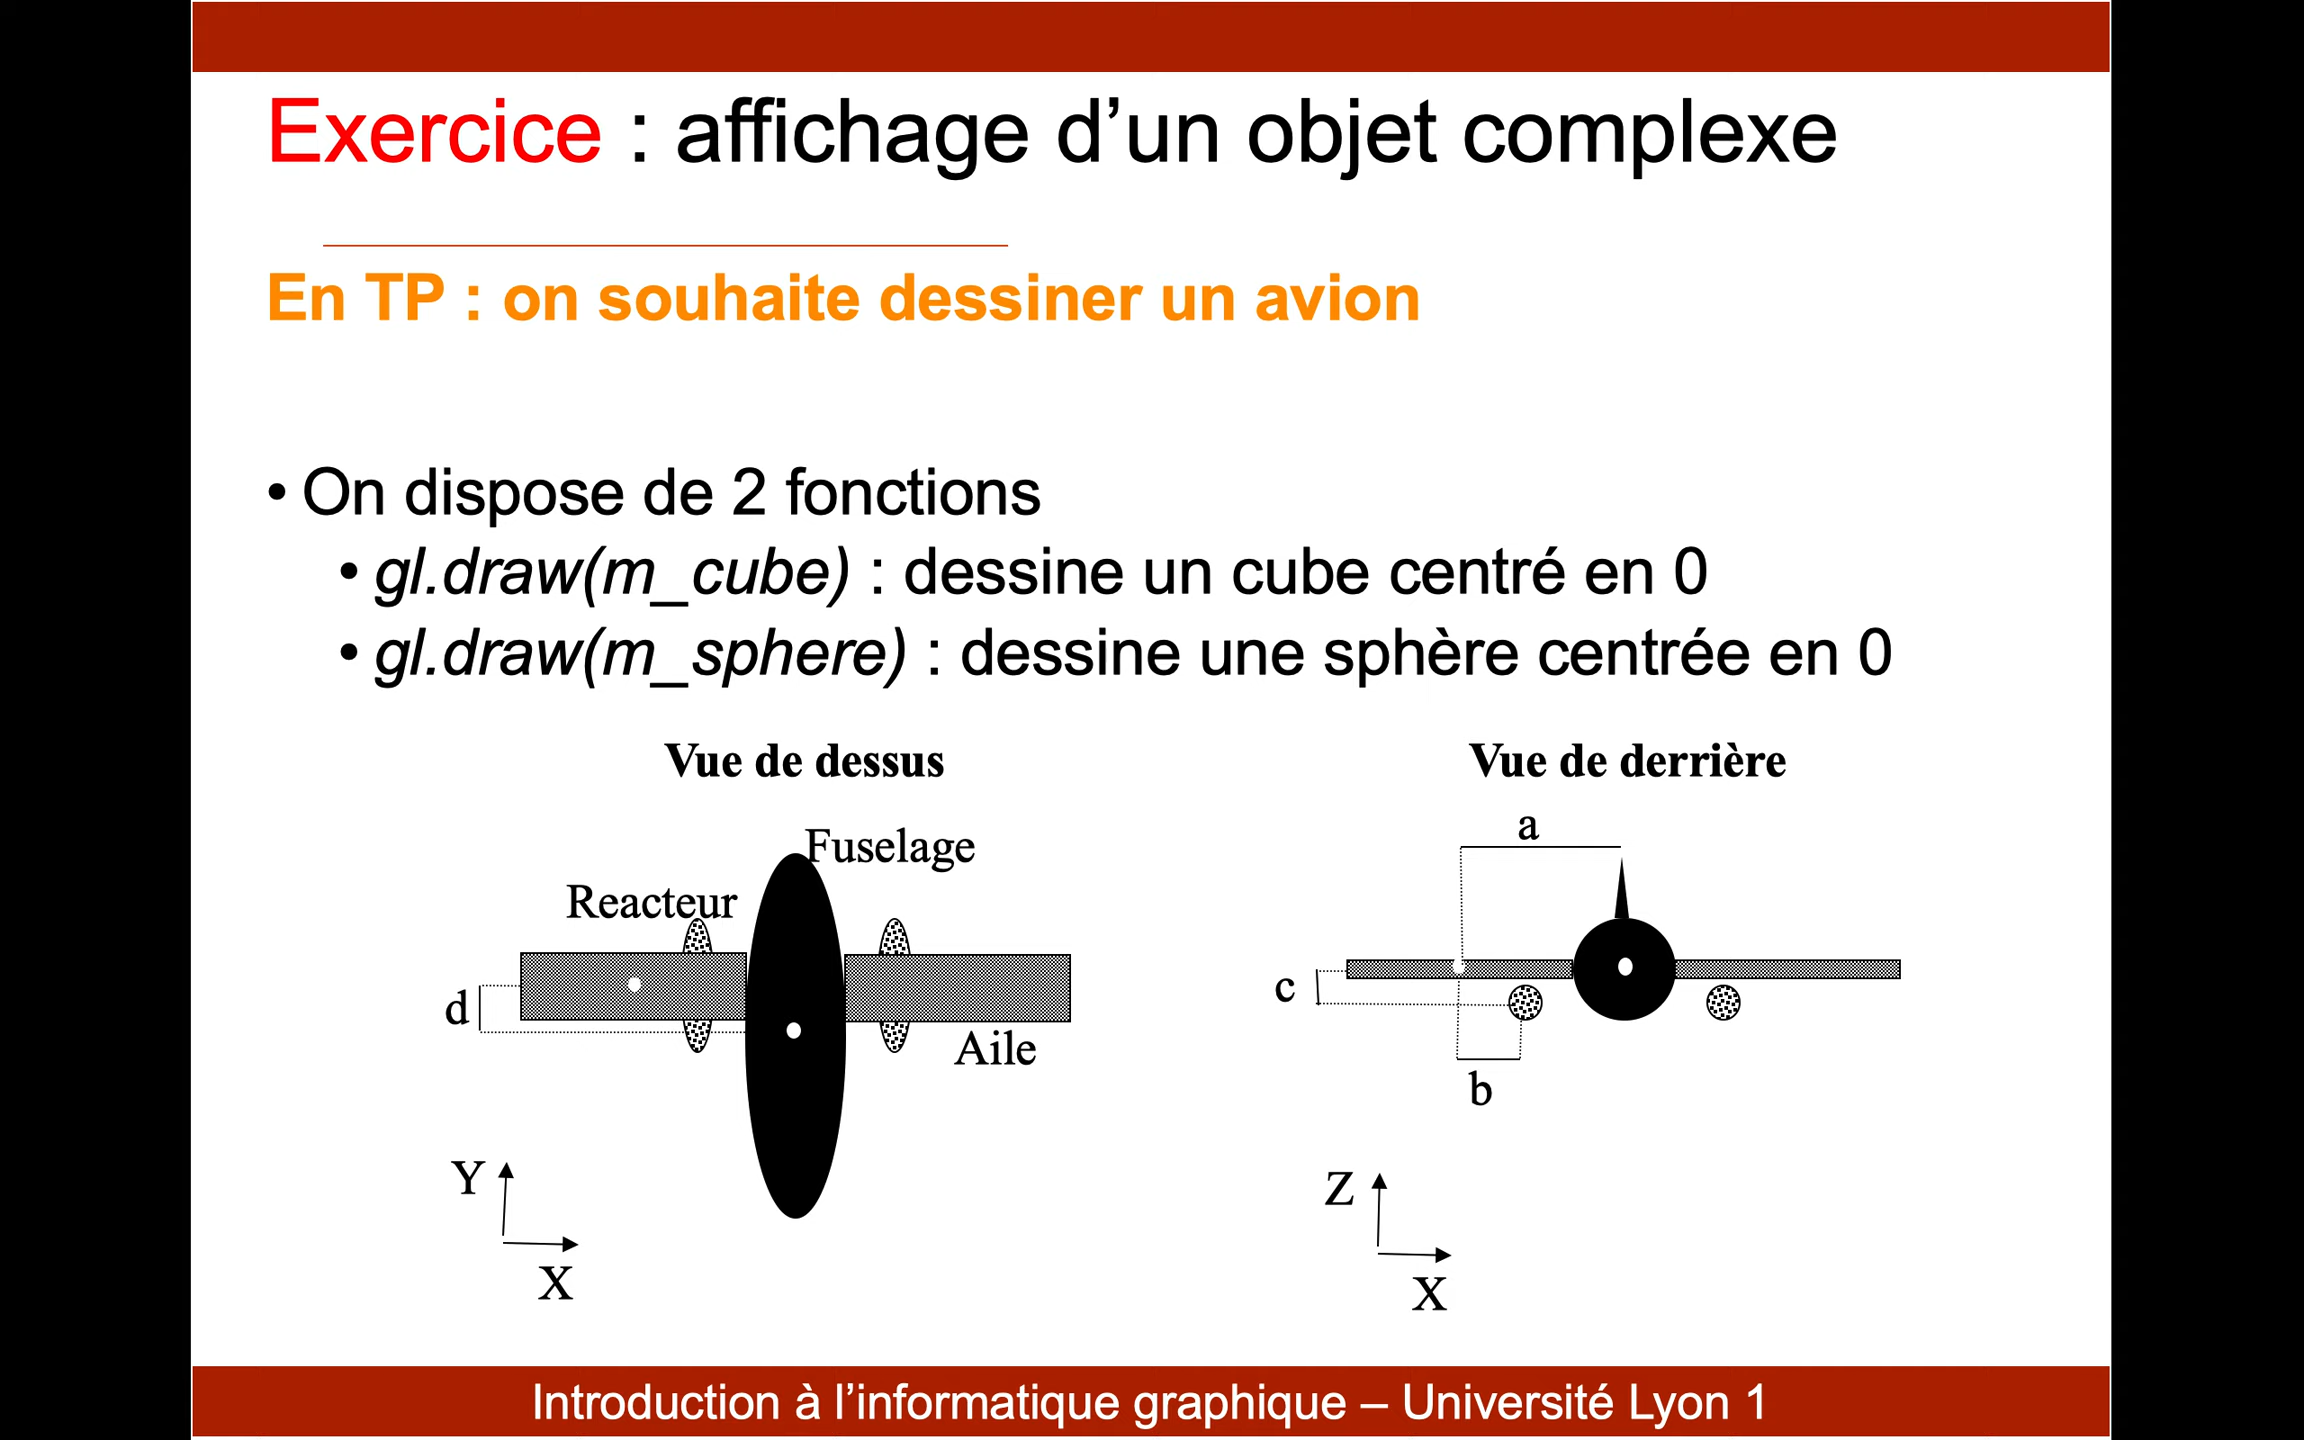 Exercice : affichage d’un objet complexe
En TP : on souhaite dessiner un avion
• On dispose de 2 fonctions
• gl.draw(m_cube) : dessine un cube centré en 0
• gl.draw(m_sphere) : dessine une sphère centrée en 0
Vue de dessus
Fuselage
Reacteur
d
Aile
Y
X
Vue de derrière
a
c
b
Z
X
Introduction à l’informatique graphique – Université Lyon 1